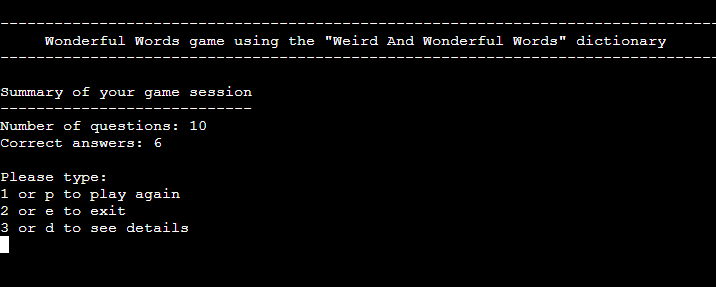 --------------------------------------------------------------------------------
Wonderful Words game using the "Weird And Wonderful Words" dictionary
--------------------------------------------------------------------------------
Summary of your game session
----------------------------
Number of questions: 10
Correct answers: 6
Please type:
1 or p to play again
2 or e to exit
3 or d to see details